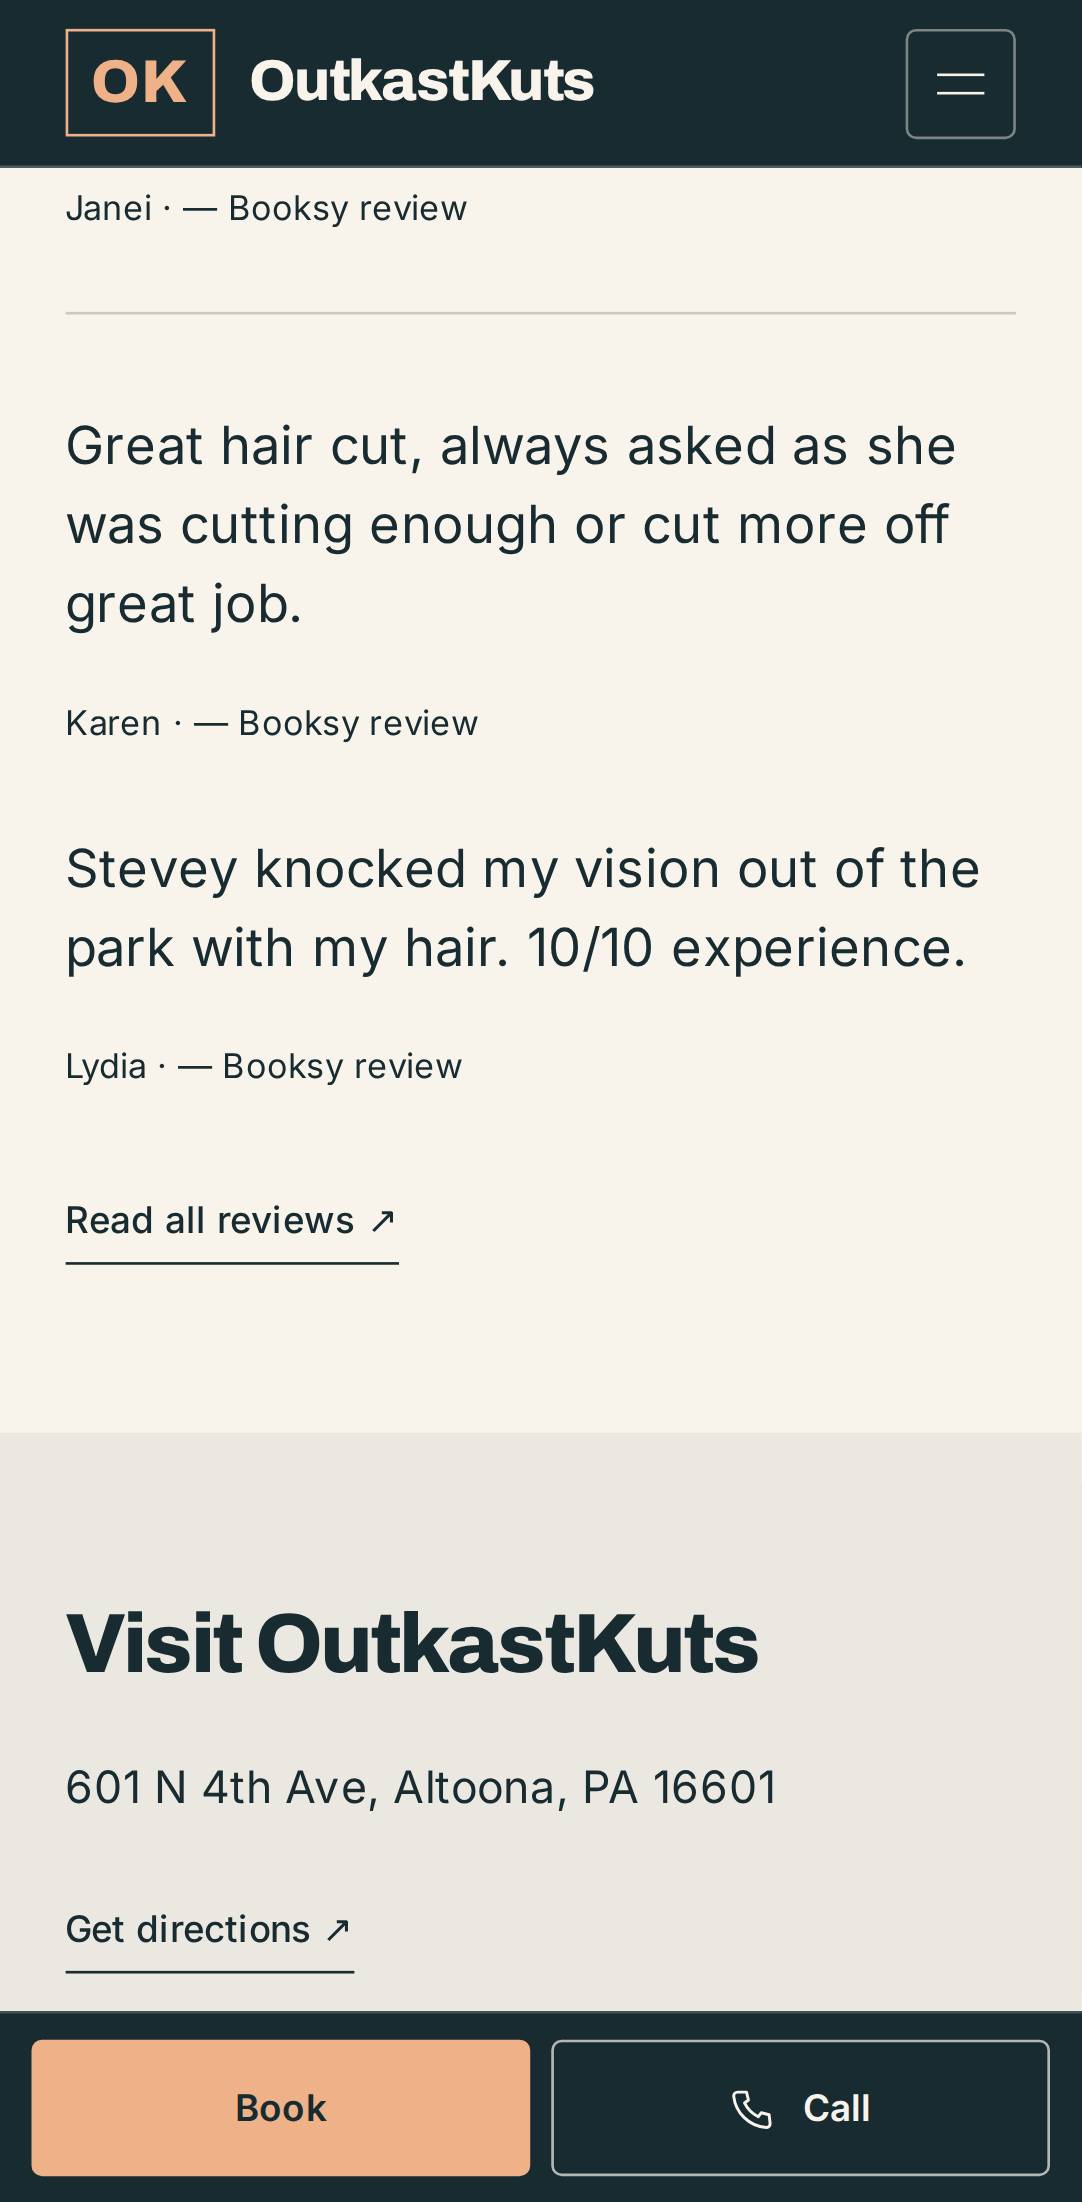 OK OutkastKuts
Janei · — Booksy review
Great hair cut, always asked as she
was cutting enough or cut more off
great job.
Karen · — Booksy review
Stevey knocked my vision out of the
park with my hair. 10/10 experience.
Lydia · — Booksy review
Read all reviews ↗
Visit OutkastKuts
601 N 4th Ave, Altoona, PA 16601
Get directions ↗
Book
Call